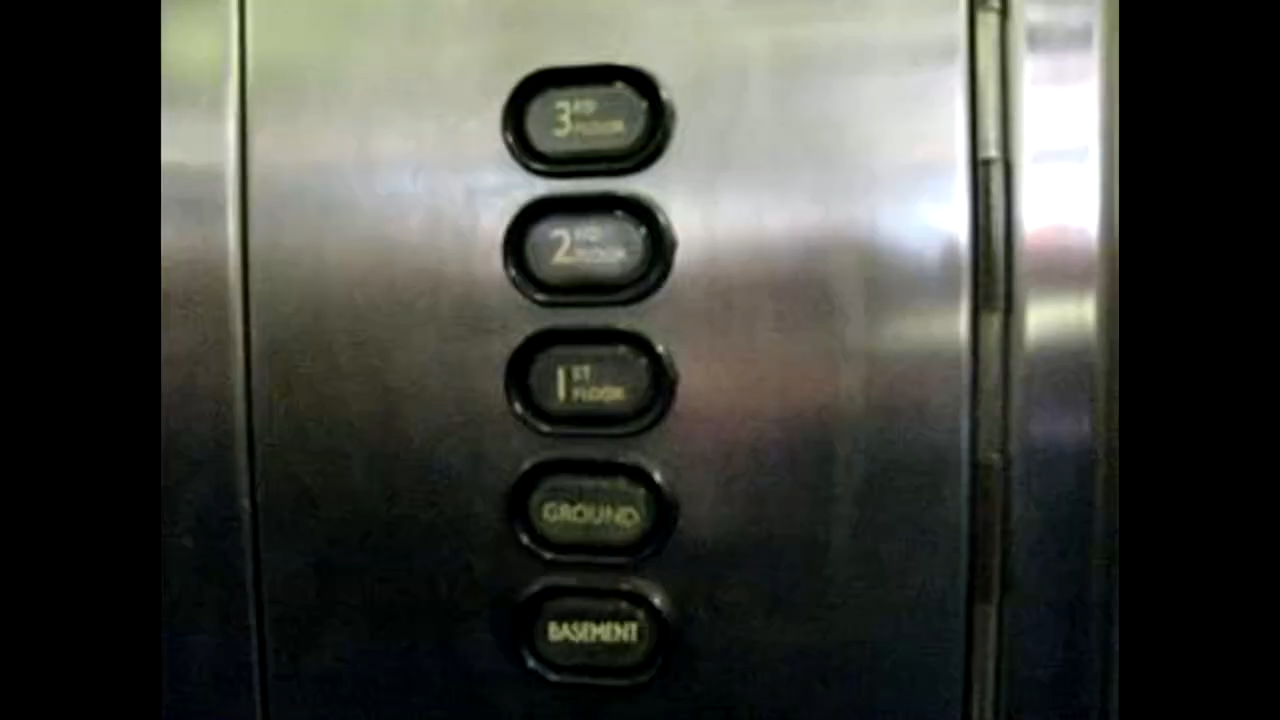 3RD FLOOR
2ND FLOOR
1ST FLOOR
GROUND
BASEMENT